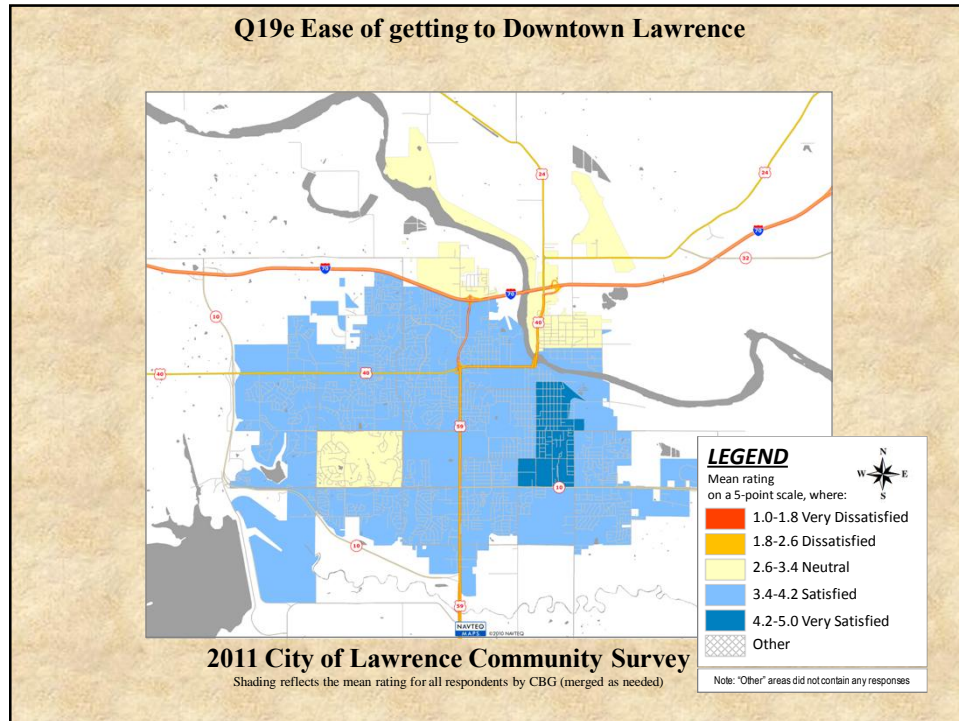 Q19e Ease of getting to Downtown Lawrence
24
24
70
32
70
70
10
40
40
40
59
10
10
59
NAVTEQ
MAPS
©2010 NAVTEQ
LEGEND
Mean rating
on a 5-point scale, where:
N
W E
S
1.0-1.8 Very Dissatisfied
1.8-2.6 Dissatisfied
2.6-3.4 Neutral
3.4-4.2 Satisfied
4.2-5.0 Very Satisfied
Other
2011 City of Lawrence Community Survey
Shading reflects the mean rating for all respondents by CBG (merged as needed)
Note: "Other" areas did not contain any responses